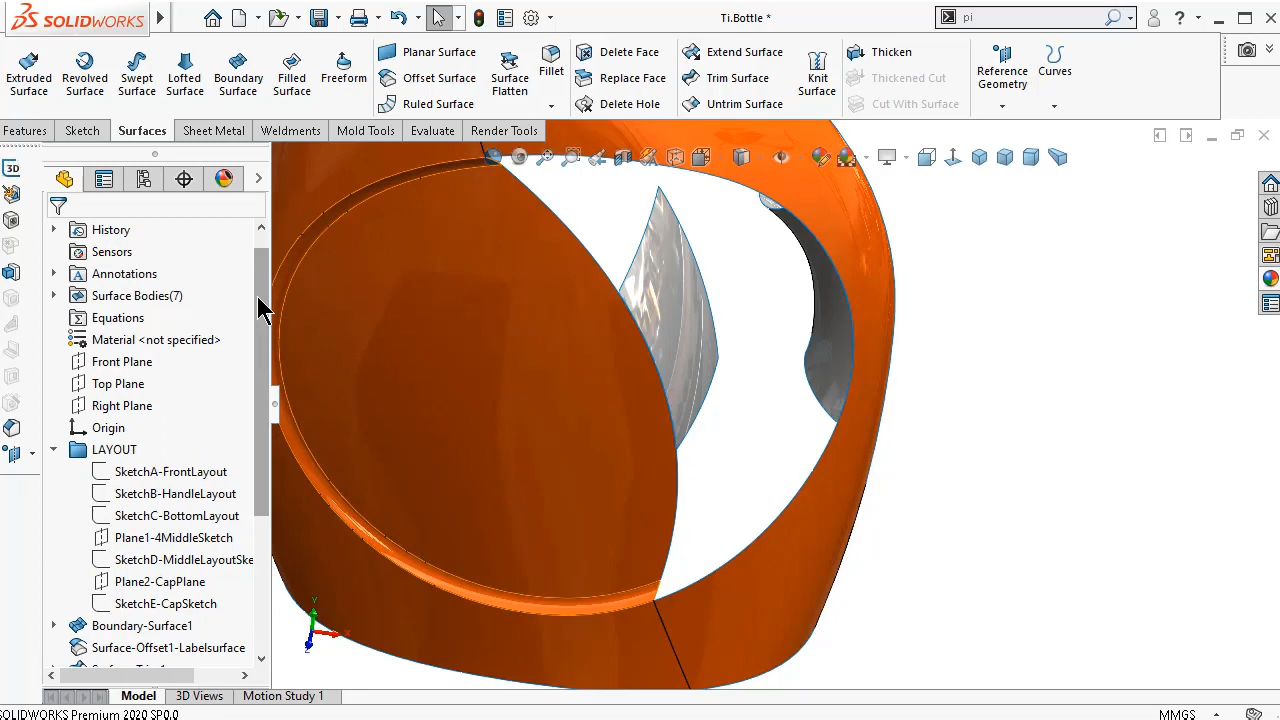 SOLIDWORKS
Ti.Bottle *
pi
Extruded Surface
Revolved Surface
Swept Surface
Lofted Surface
Boundary Surface
Filled Surface
Freeform
Planar Surface
Offset Surface
Ruled Surface
Surface Flatten
Fillet
Delete Face
Replace Face
Delete Hole
Extend Surface
Trim Surface
Untrim Surface
Knit Surface
Thicken
Thickened Cut
Cut With Surface
Reference Geometry
Curves
Features
Sketch
Surfaces
Sheet Metal
Weldments
Mold Tools
Evaluate
Render Tools
History
Sensors
Annotations
Surface Bodies(7)
Equations
Material <not specified>
Front Plane
Top Plane
Right Plane
Origin
LAYOUT
SketchA-FrontLayout
SketchB-HandleLayout
SketchC-BottomLayout
Plane1-4MiddleSketch
SketchD-MiddleLayoutSke
Plane2-CapPlane
SketchE-CapSketch
Boundary-Surface1
Surface-Offset1-Labelsurface
Y
X
Z
Model
3D Views
Motion Study 1
SOLIDWORKS Premium 2020 SP0.0
MMGS